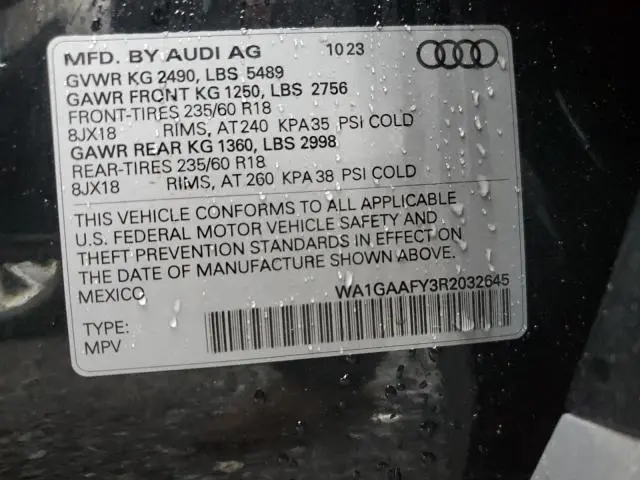 MFD. BY AUDI AG 10 23
GVWR KG 2490, LBS 5489
GAWR FRONT KG 1250, LBS 2756
FRONT-TIRES 235/60 R18
8JX18 RIMS, AT 240 KPA 35 PSI COLD
GAWR REAR KG 1360, LBS 2998
REAR-TIRES 235/60 R18
8JX18 RIMS, AT 260 KPA 38 PSI COLD
THIS VEHICLE CONFORMS TO ALL APPLICABLE
U.S. FEDERAL MOTOR VEHICLE SAFETY AND
THEFT PREVENTION STANDARDS IN EFFECT ON
THE DATE OF MANUFACTURE SHOWN ABOVE.
MEXICO WA1GAAFY3R2032645
TYPE:
MPV